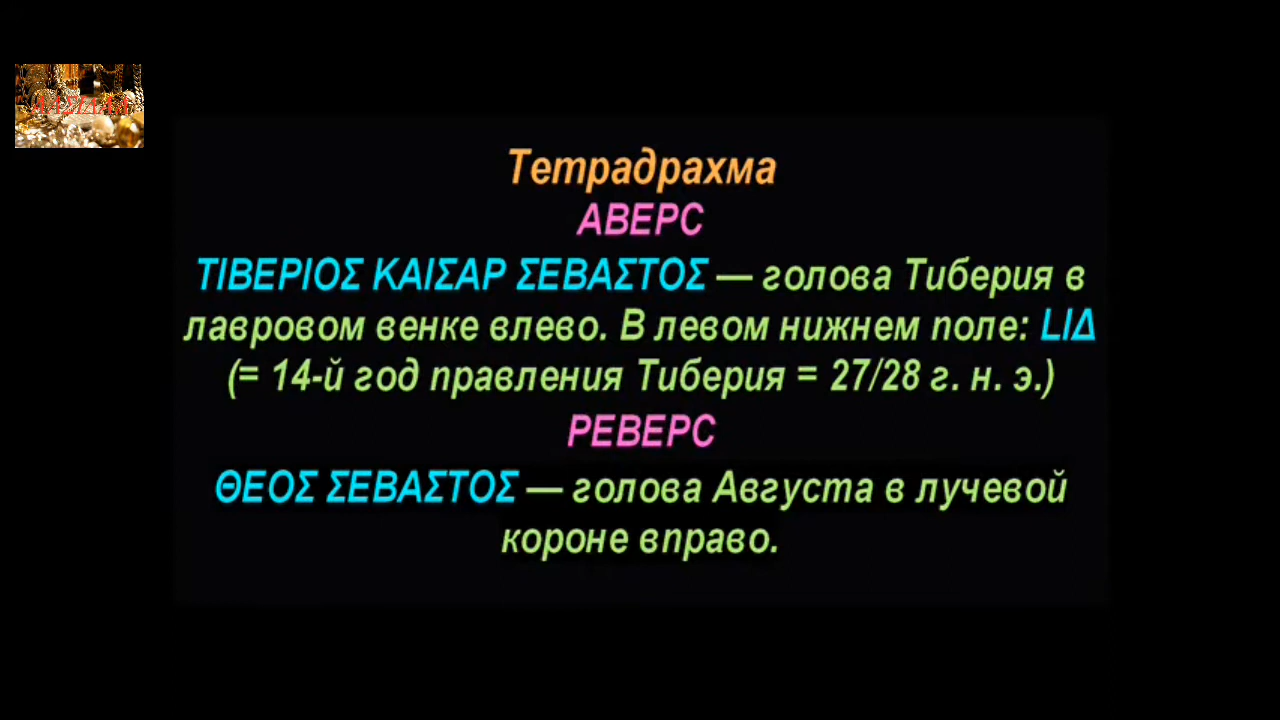 Тетрадрахма
АВЕРС
ΤΙΒΕΡΙΟΣ ΚΑΙΣΑΡ ΣΕΒΑΣΤΟΣ — голова Тиберия в
лавровом венке влево. В левом нижнем поле: LΙΔ
(= 14-й год правления Тиберия = 27/28 г. н. э.)
РЕВЕРС
ΘΕΟΣ ΣΕΒΑΣΤΟΣ — голова Августа в лучевой
короне вправо.